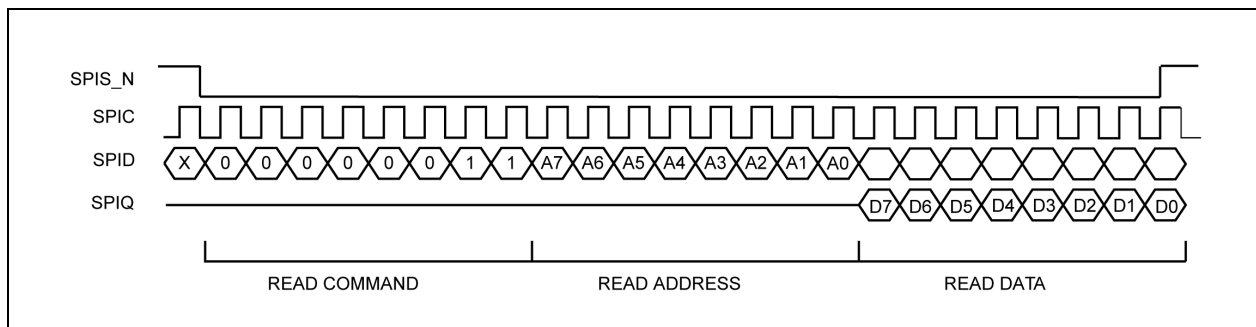 SPIS_N
SPIC
SPID X 0 0 0 0 0 0 1 1 A7 A6 A5 A4 A3 A2 A1 A0
SPIQ D7 D6 D5 D4 D3 D2 D1 D0
READ COMMAND READ ADDRESS READ DATA